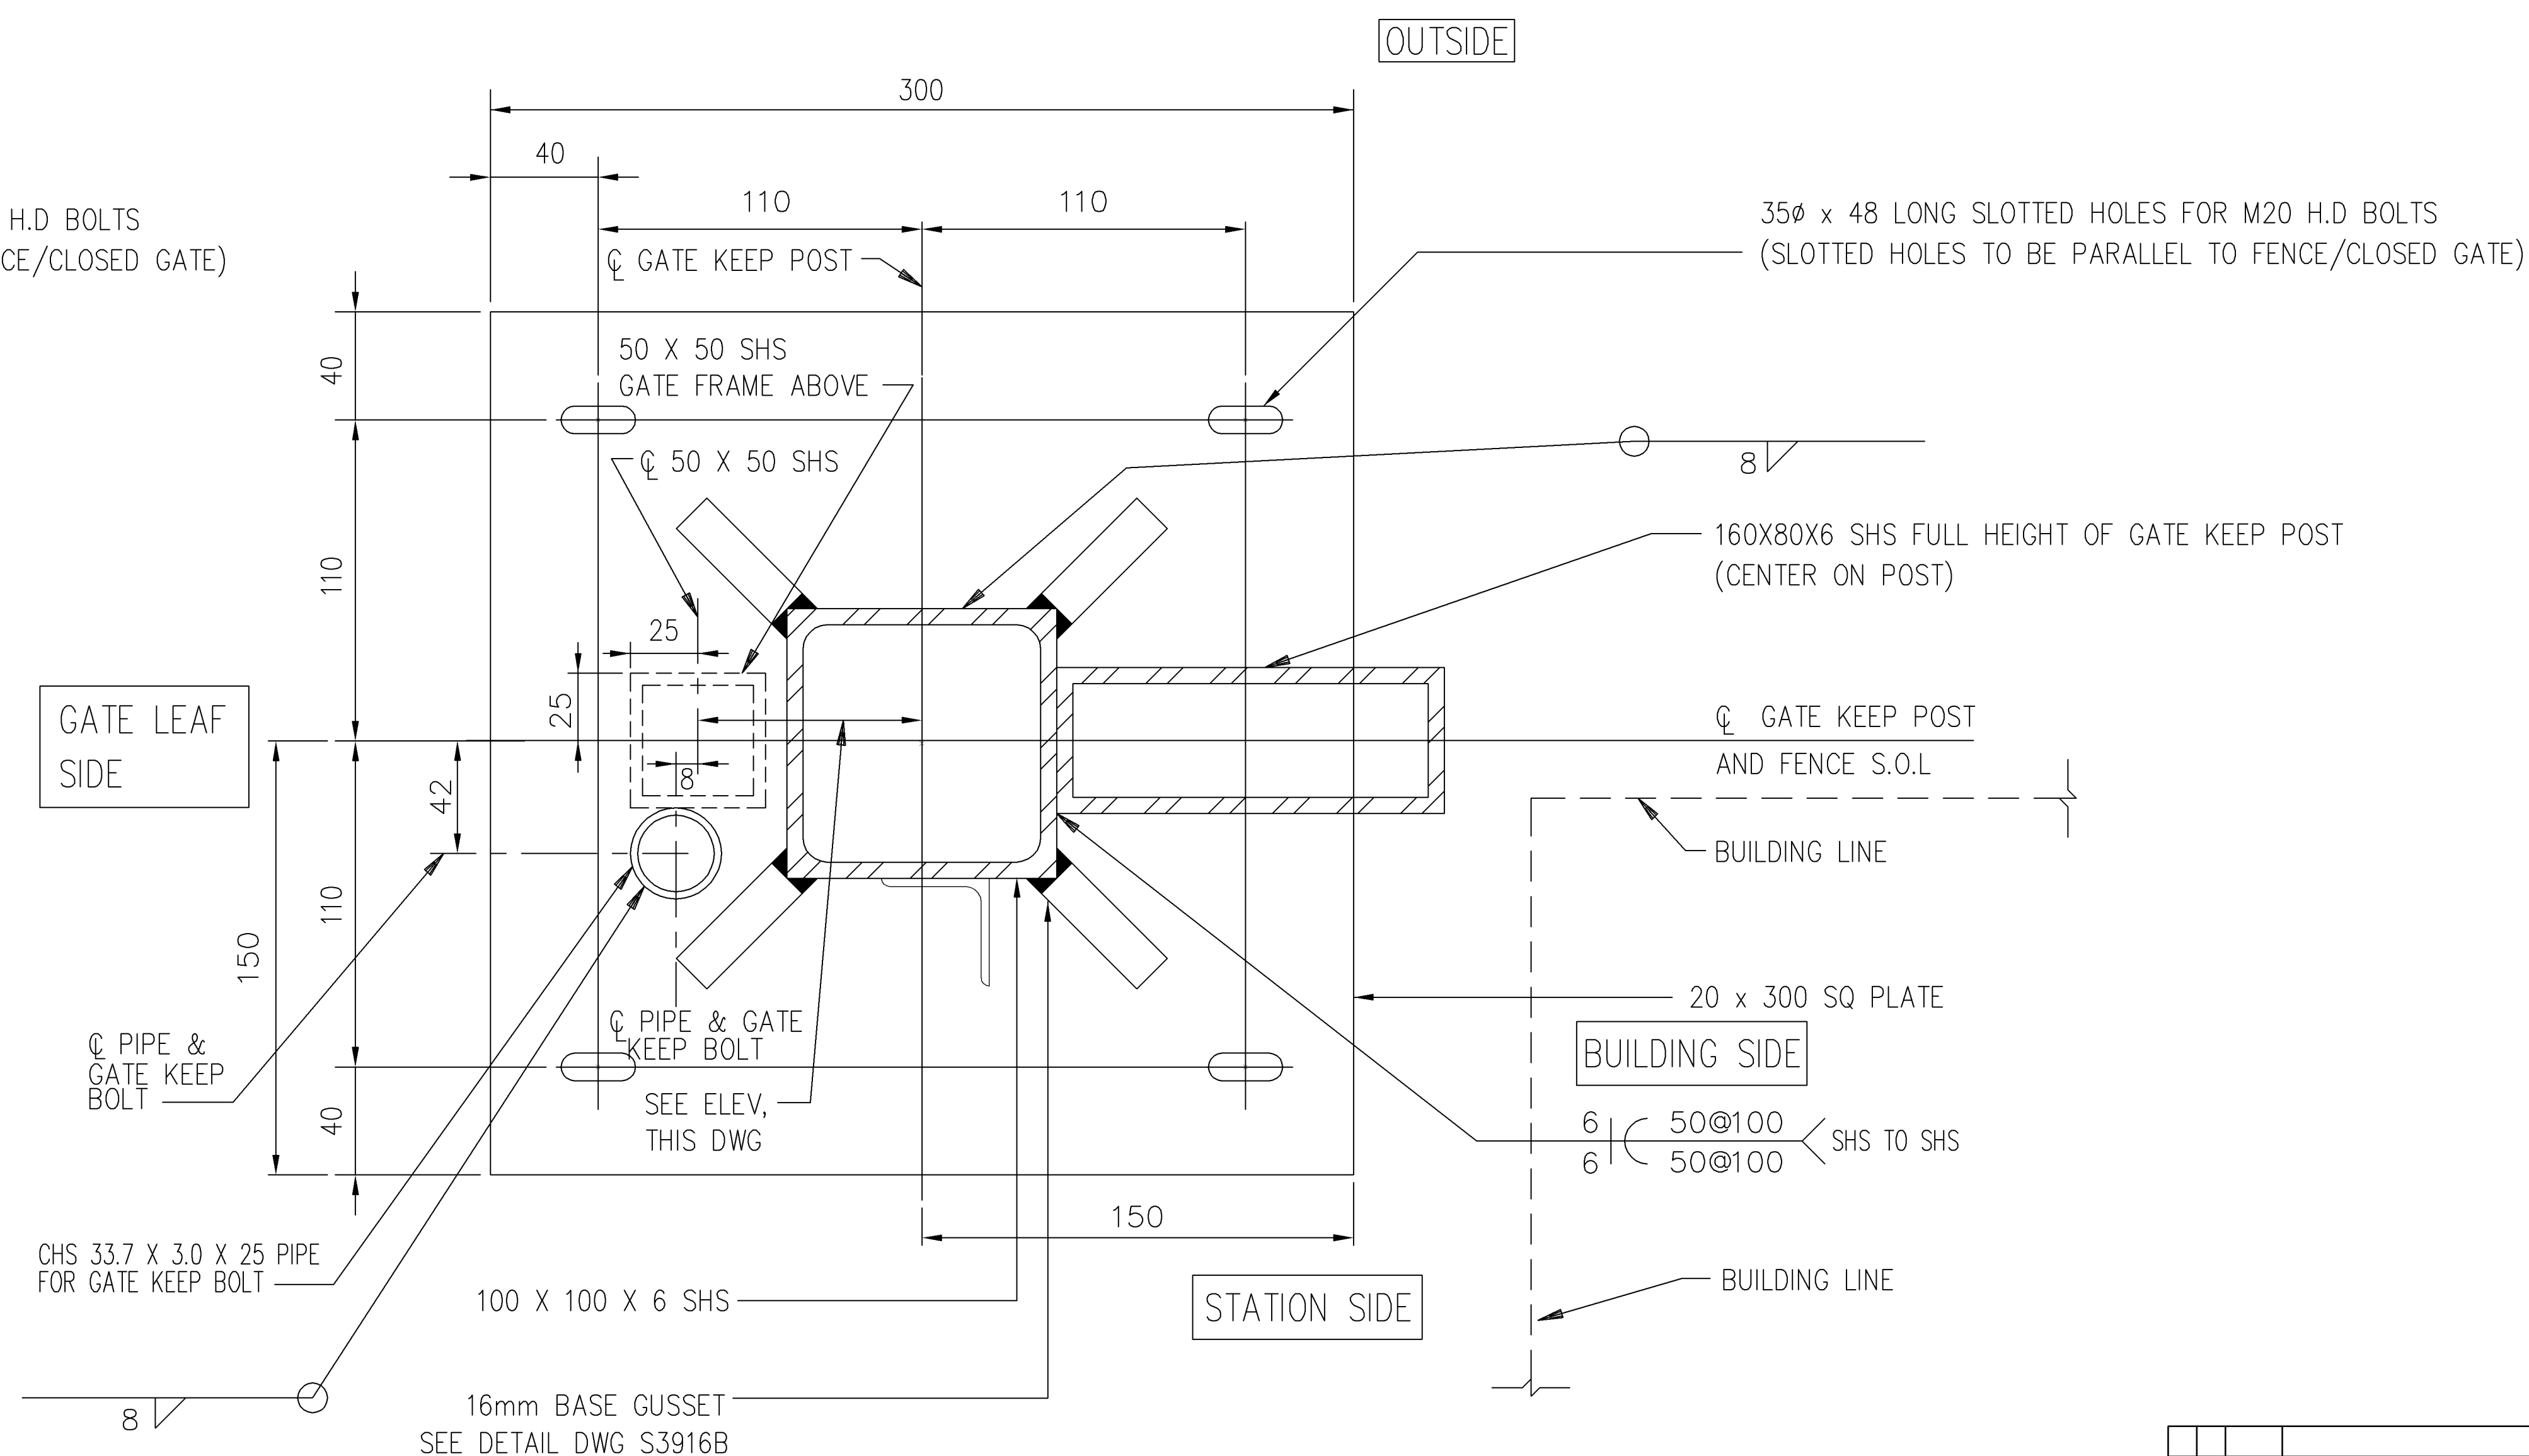 OUTSIDE
300
40
110
110
H.D BOLTS
CE/CLOSED GATE)
35ø x 48 LONG SLOTTED HOLES FOR M20 H.D BOLTS
(SLOTTED HOLES TO BE PARALLEL TO FENCE/CLOSED GATE)
℄ GATE KEEP POST
50 X 50 SHS
GATE FRAME ABOVE
40
℄ 50 X 50 SHS
8
160X80X6 SHS FULL HEIGHT OF GATE KEEP POST
(CENTER ON POST)
110
25
25
GATE LEAF
SIDE
℄ GATE KEEP POST
AND FENCE S.O.L
8
42
BUILDING LINE
110
150
20 x 300 SQ PLATE
℄ PIPE & GATE
KEEP BOLT
℄ PIPE &
GATE KEEP
BOLT
BUILDING SIDE
SEE ELEV,
THIS DWG
40
6 50@100
6 50@100
SHS TO SHS
150
CHS 33.7 X 3.0 X 25 PIPE
FOR GATE KEEP BOLT
100 X 100 X 6 SHS
STATION SIDE
BUILDING LINE
8
16mm BASE GUSSET
SEE DETAIL DWG S3916B